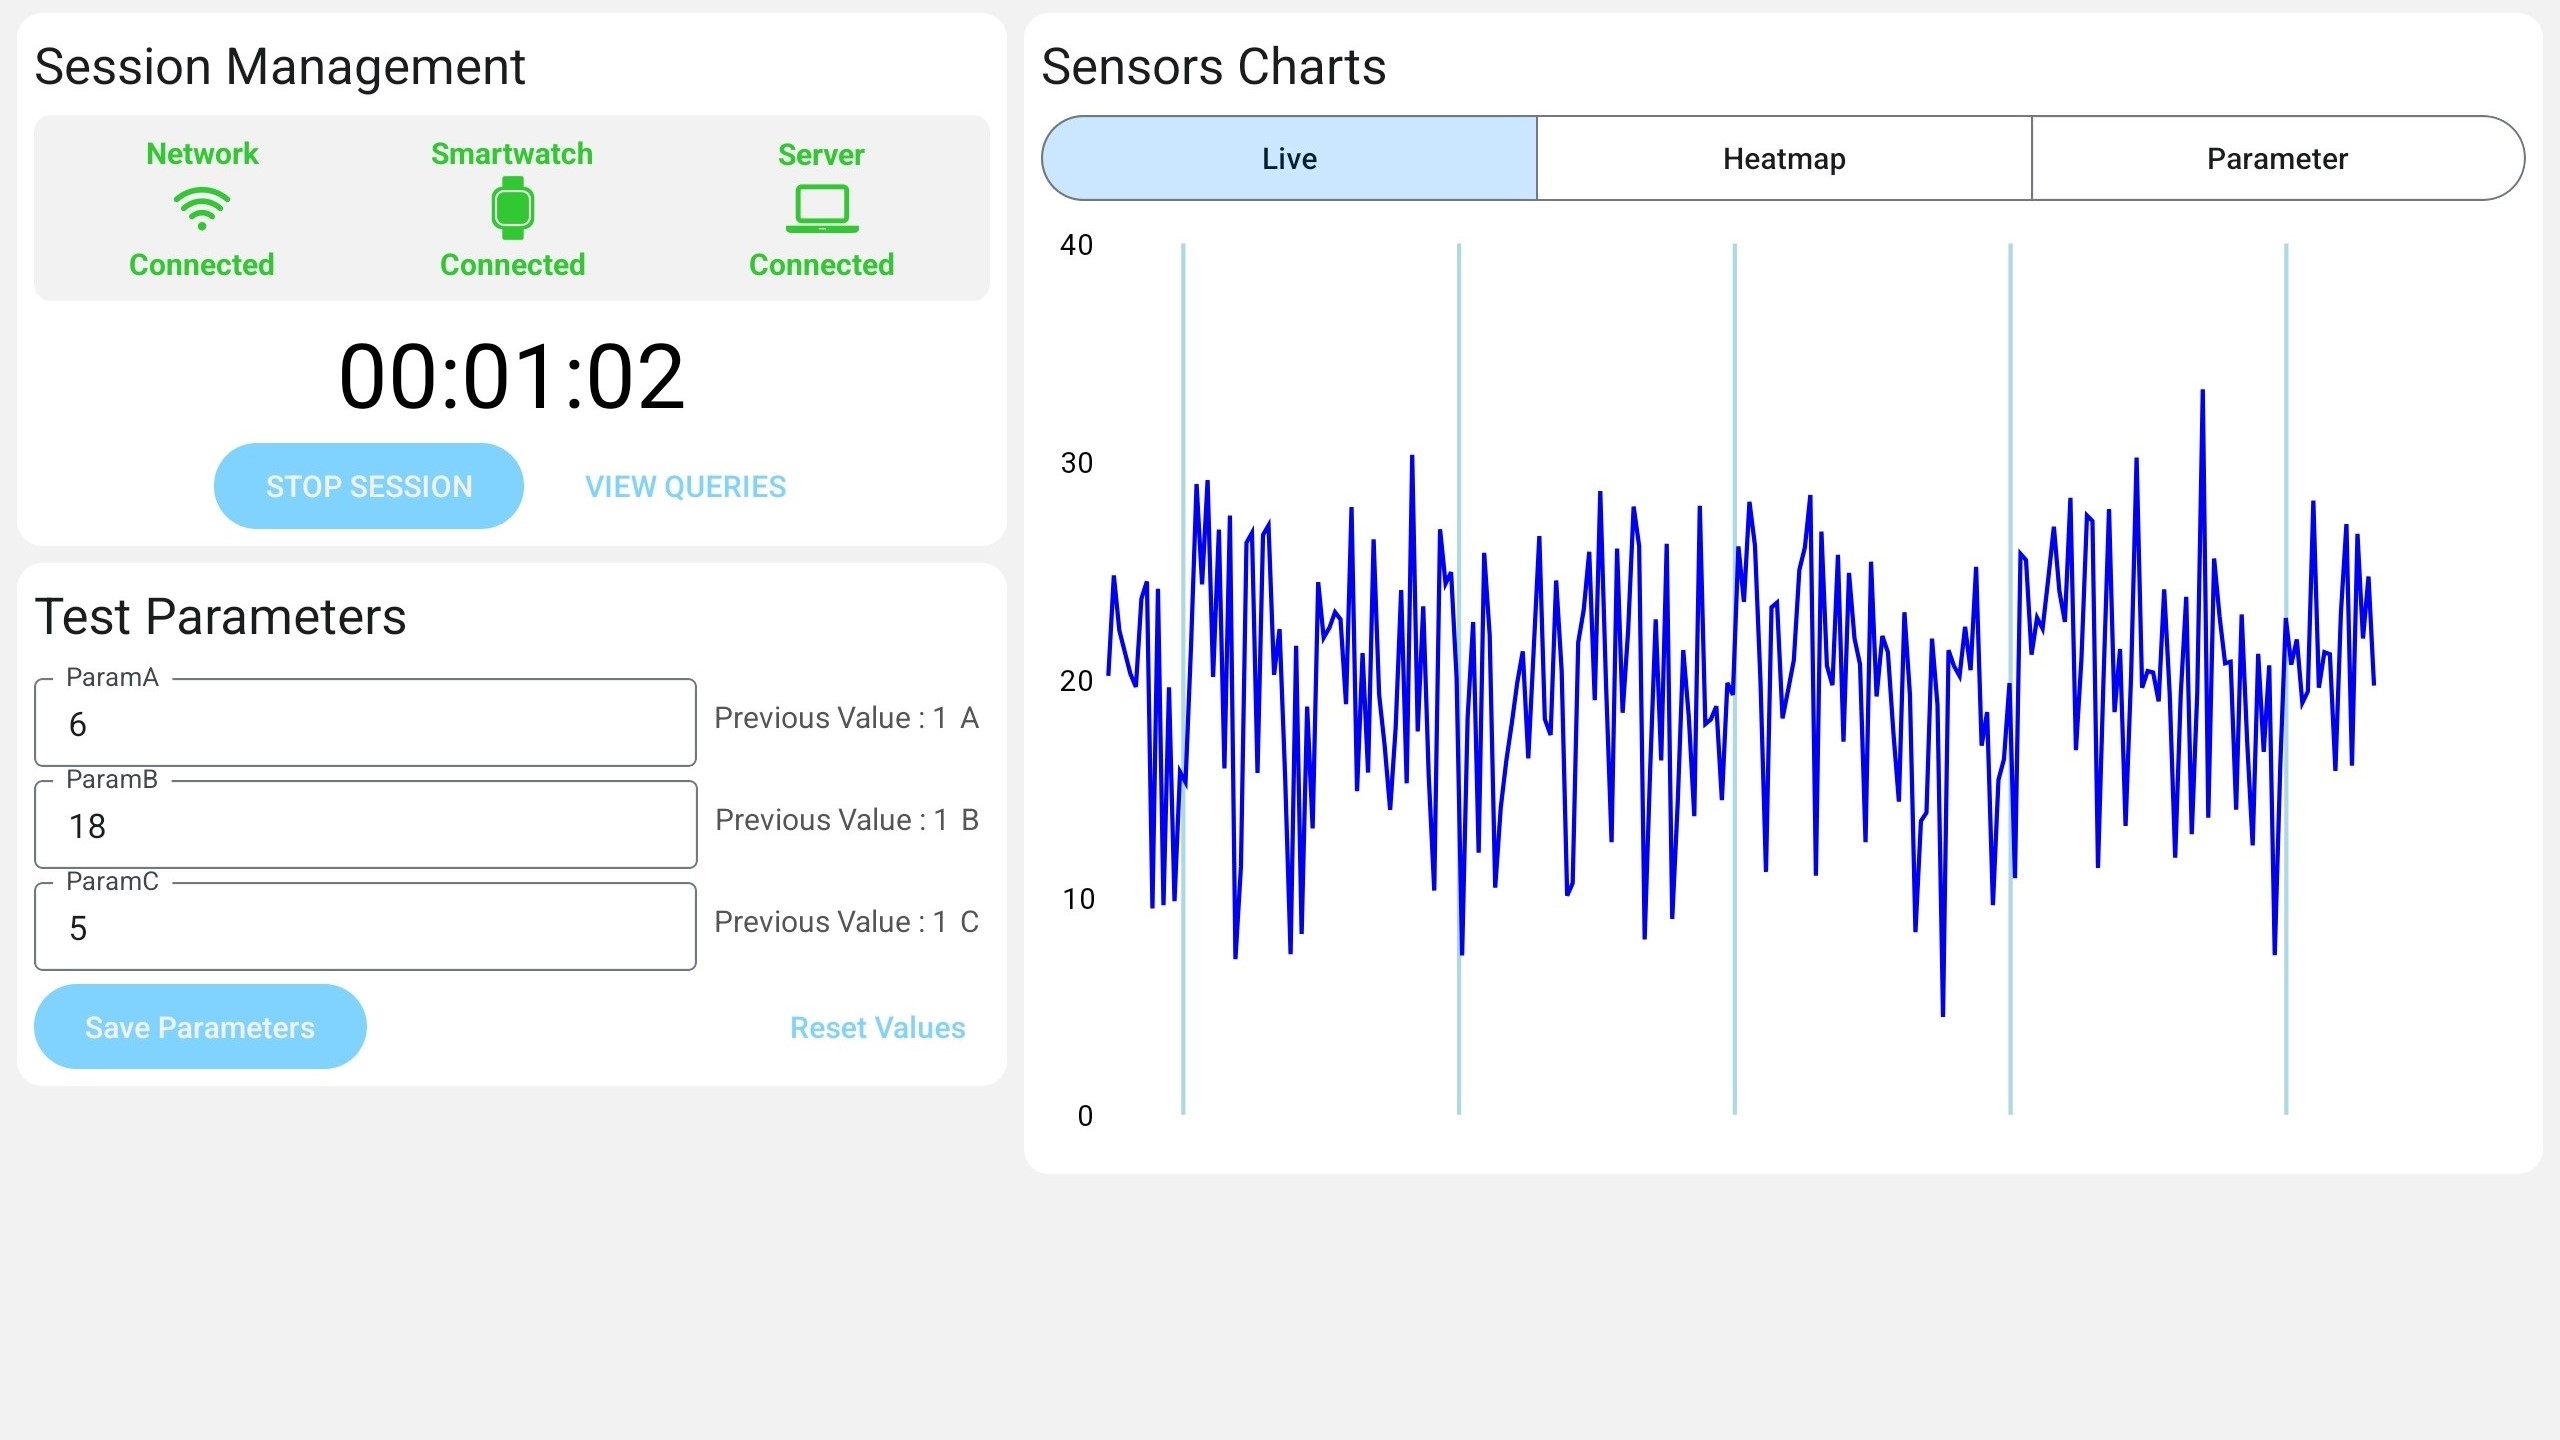 Session Management
Network Smartwatch Server
Connected Connected Connected
00:01:02
STOP SESSION VIEW QUERIES
Test Parameters
ParamA
6 Previous Value : 1 A
ParamB
18 Previous Value : 1 B
ParamC
5 Previous Value : 1 C
Save Parameters Reset Values
Sensors Charts
Live Heatmap Parameter
40
30
20
10
0